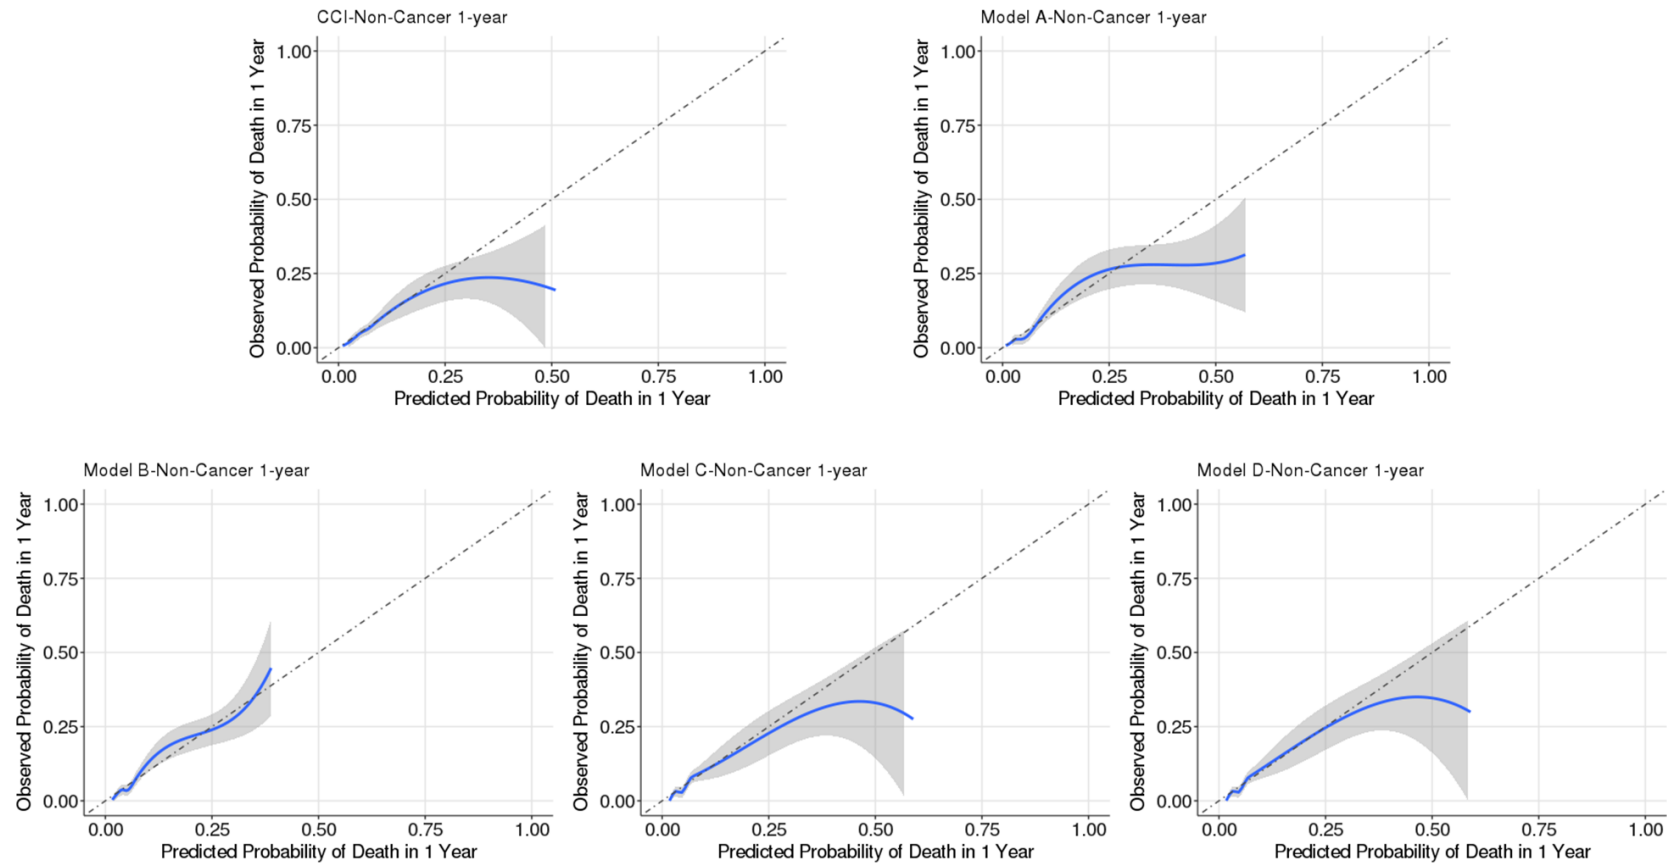 CCI-Non-Cancer 1-year
Observed Probability of Death in 1 Year
1.00
0.75
0.50
0.25
0.00
0.00 0.25 0.50 0.75 1.00
Predicted Probability of Death in 1 Year
Model A-Non-Cancer 1-year
Observed Probability of Death in 1 Year
1.00
0.75
0.50
0.25
0.00
0.00 0.25 0.50 0.75 1.00
Predicted Probability of Death in 1 Year
Model B-Non-Cancer 1-year
Observed Probability of Death in 1 Year
1.00
0.75
0.50
0.25
0.00
0.00 0.25 0.50 0.75 1.00
Predicted Probability of Death in 1 Year
Model C-Non-Cancer 1-year
Observed Probability of Death in 1 Year
1.00
0.75
0.50
0.25
0.00
0.00 0.25 0.50 0.75 1.00
Predicted Probability of Death in 1 Year
Model D-Non-Cancer 1-year
Observed Probability of Death in 1 Year
1.00
0.75
0.50
0.25
0.00
0.00 0.25 0.50 0.75 1.00
Predicted Probability of Death in 1 Year